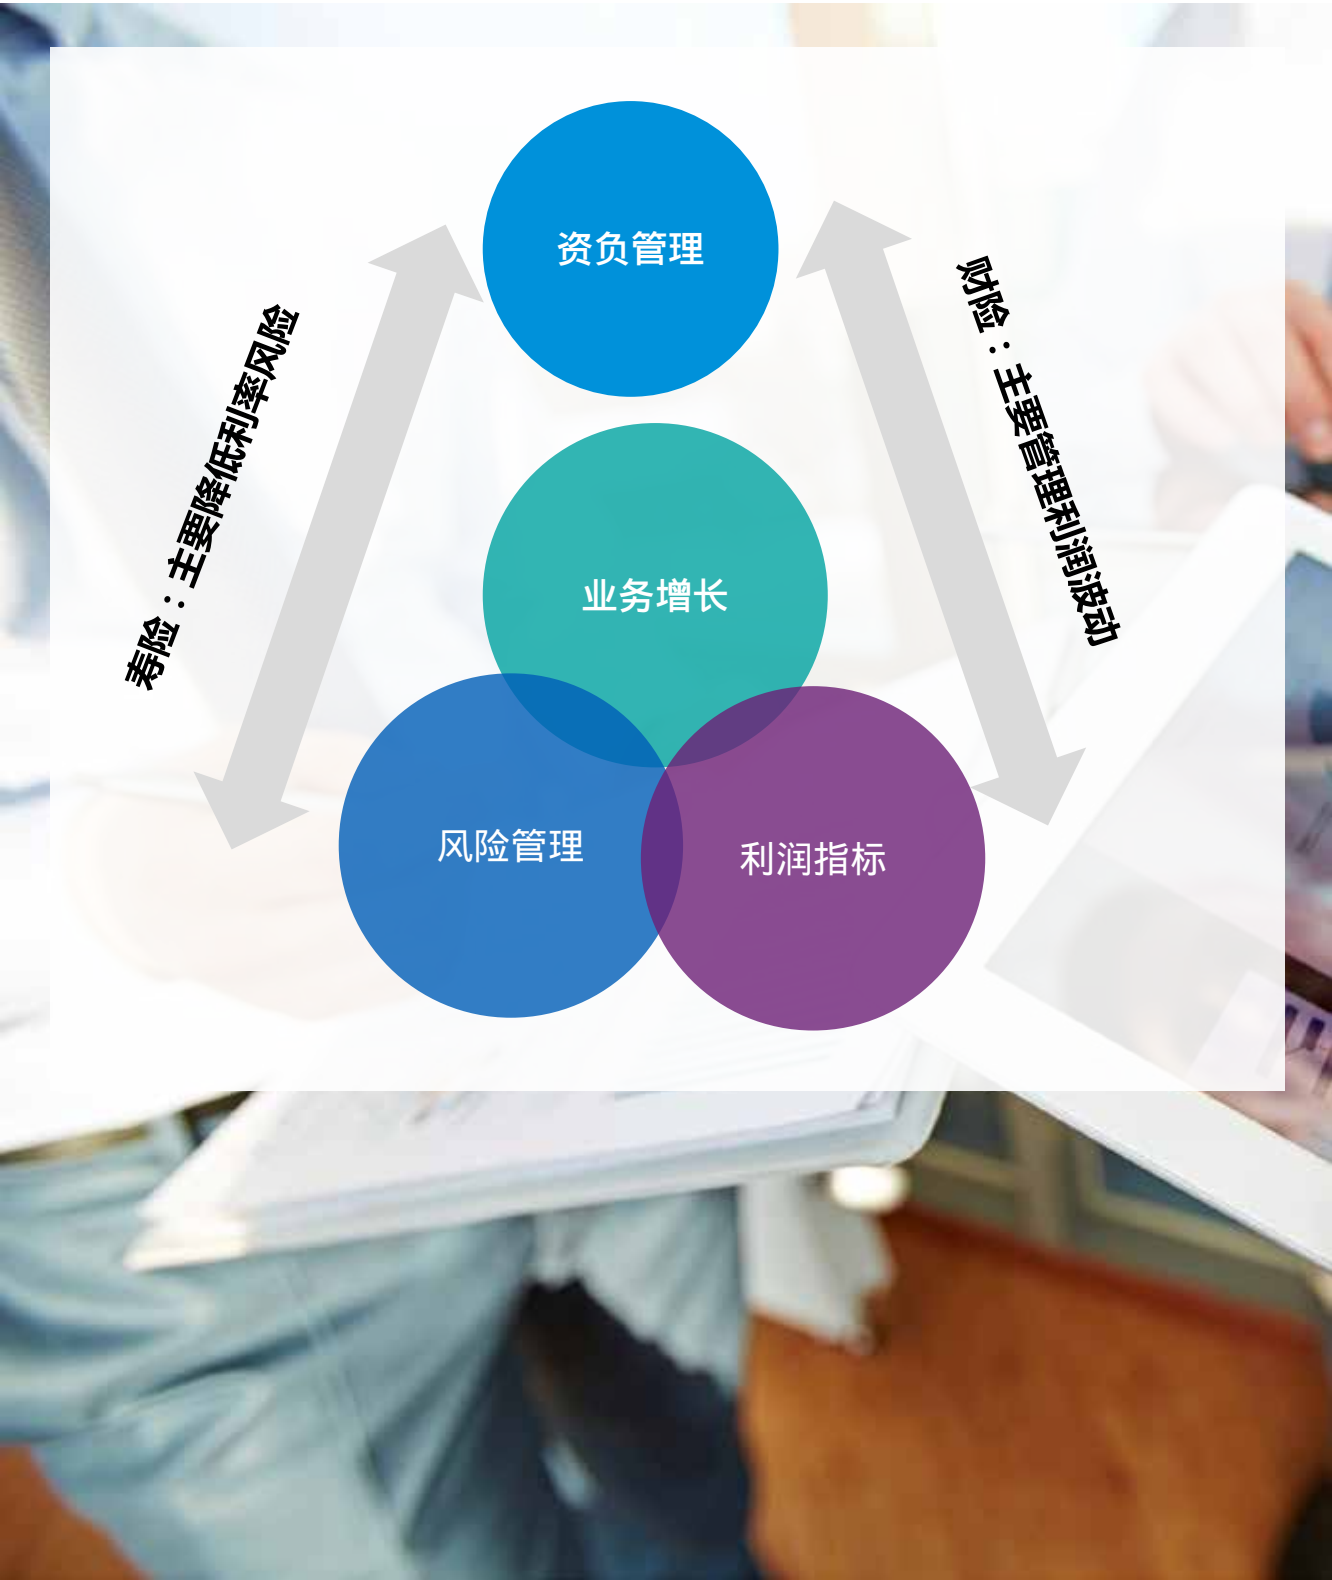 资负管理
寿险：主要降低利率风险
财险：主要管理利润波动
业务增长
风险管理
利润指标